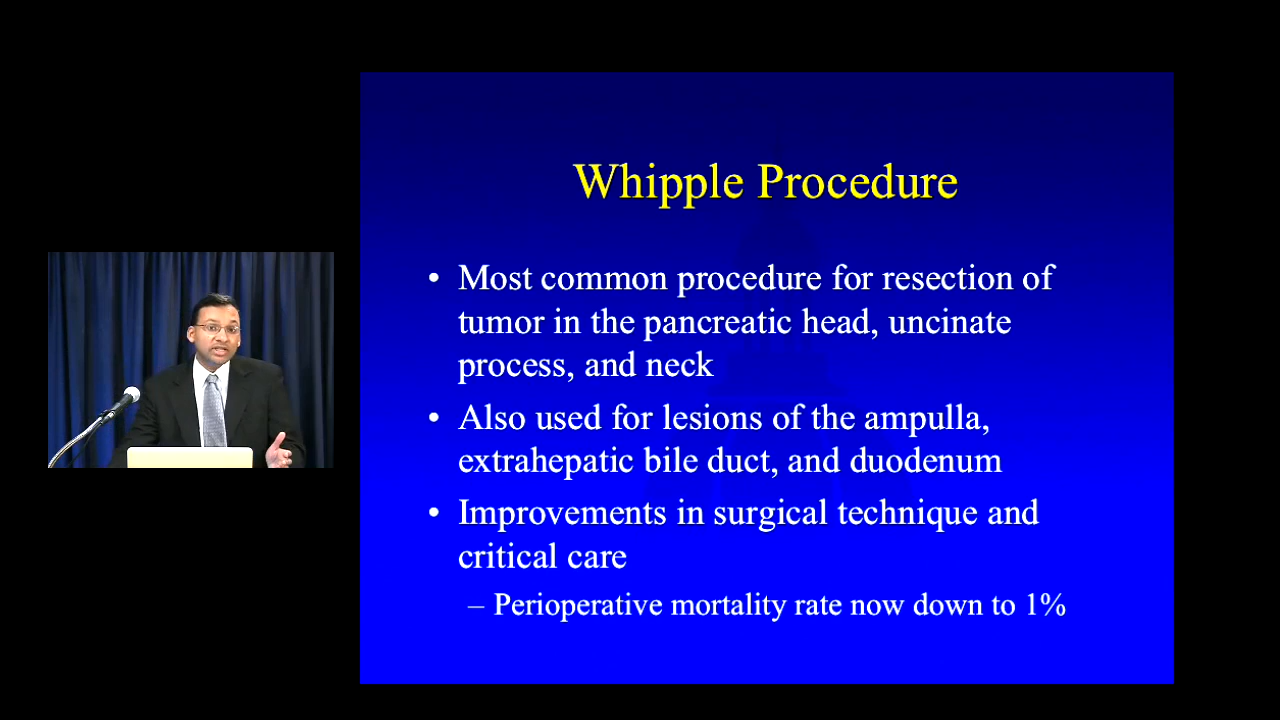 Whipple Procedure
• Most common procedure for resection of
tumor in the pancreatic head, uncinate
process, and neck
• Also used for lesions of the ampulla,
extrahepatic bile duct, and duodenum
• Improvements in surgical technique and
critical care
– Perioperative mortality rate now down to 1%